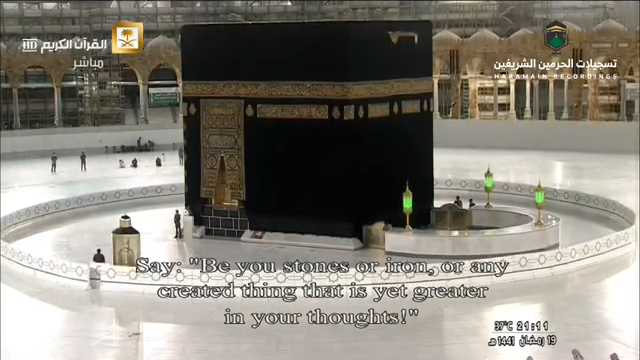 القرآن الكريم HD
مباشر
تسجيلات الحرمين الشريفين
HARAMAIN RECORDINGS
Say: "Be you stones or iron, or any
created thing that is yet greater
in your thoughts!"
37°C 21:11
19 رمضان 1441 هـ